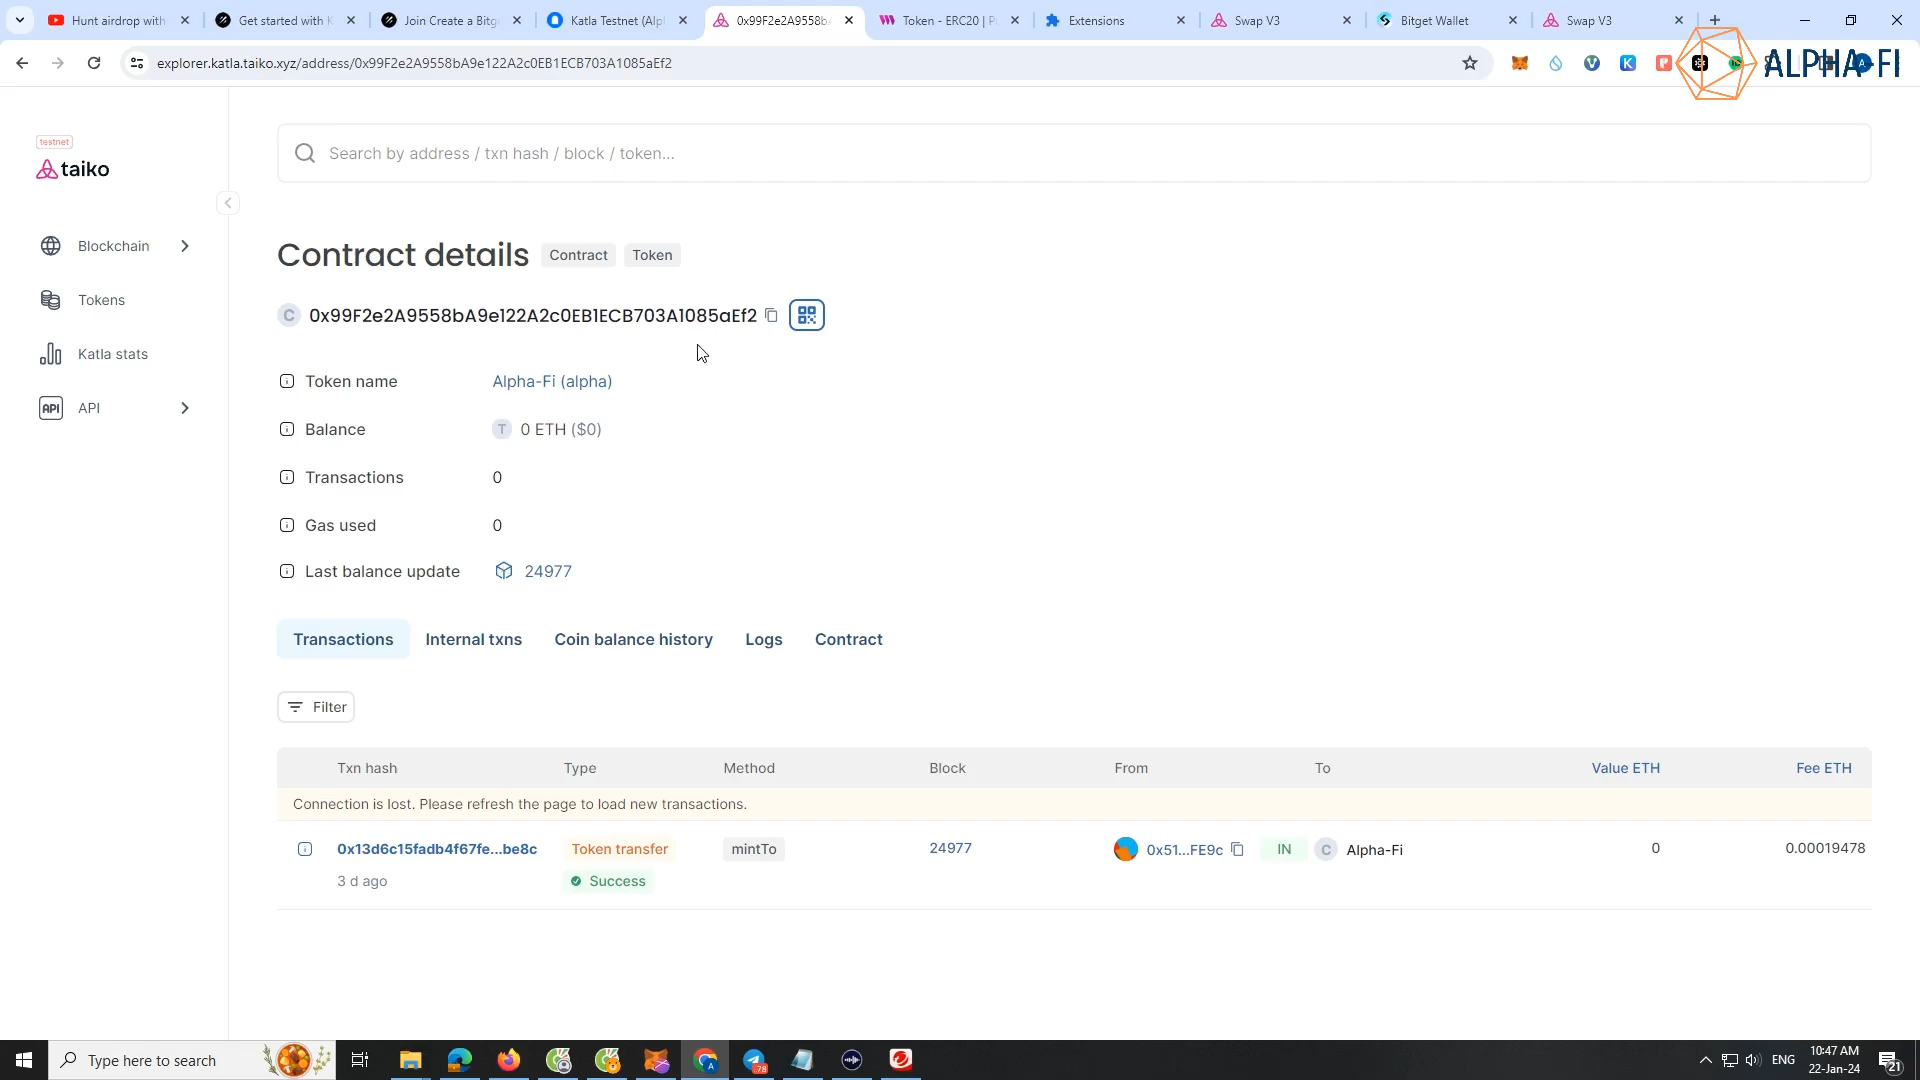 Hunt airdrop with
Get started with K
Join Create a Bitg
Katla Testnet (Alp
0x99F2e2A9558b
Token - ERC20 | P
Extensions
Swap V3
Bitget Wallet
Swap V3
explorer.katla.taiko.xyz/address/0x99F2e2A9558bA9e122A2c0EB1ECB703A1085aEf2
ALPHA-FI
testnet
taiko
Search by address / txn hash / block / token...
Blockchain
Tokens
Katla stats
API
API
Contract details
Contract
Token
C
0x99F2e2A9558bA9e122A2c0EB1ECB703A1085aEf2
Token name
Alpha-Fi (alpha)
Balance
T
0 ETH ($0)
Transactions
0
Gas used
0
Last balance update
24977
Transactions
Internal txns
Coin balance history
Logs
Contract
Filter
Txn hash
Type
Method
Block
From
To
Value ETH
Fee ETH
Connection is lost. Please refresh the page to load new transactions.
0x13d6c15fadb4f67fe...be8c
Token transfer
mintTo
24977
0x51...FE9c
IN
C
Alpha-Fi
0
0.00019478
3 d ago
Success
Type here to search
A
78
ENG
10:47 AM
22-Jan-24
21